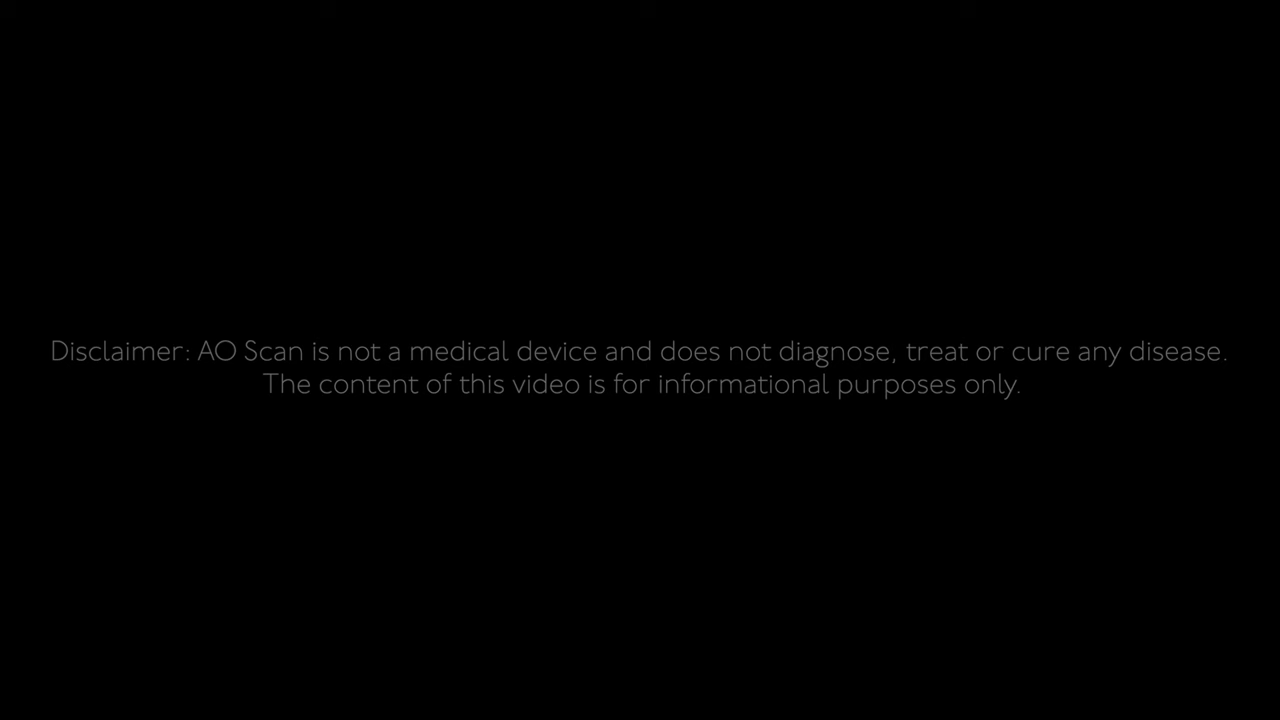 Disclaimer: AO Scan is not a medical device and does not diagnose, treat or cure any disease.
The content of this video is for informational purposes only.